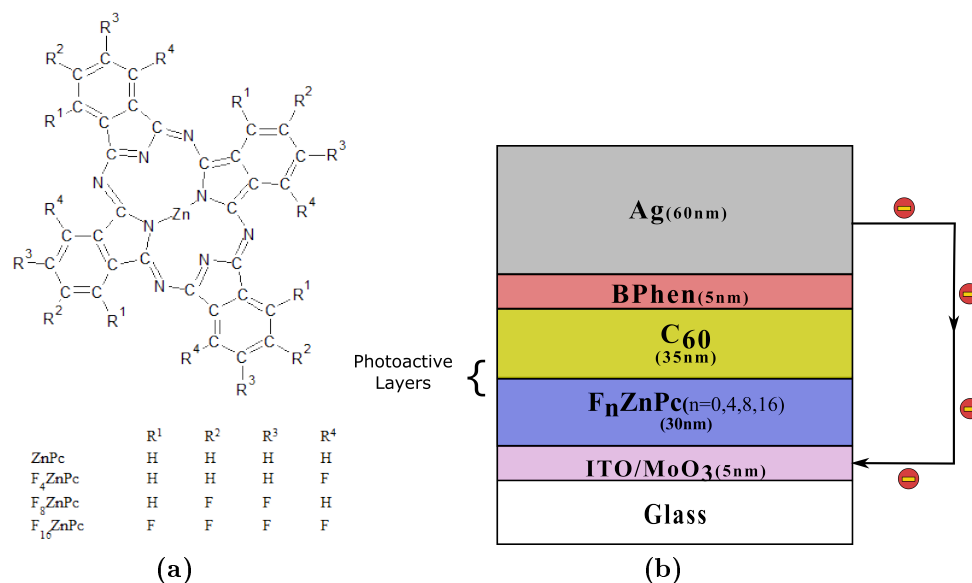 R³
R² R⁴
R¹
R¹ R²
R³
R⁴
N N
C
Zn
R⁴
R³
R² R¹
R¹
R⁴ R²
R³
R¹ R² R³ R⁴
ZnPc H H H H
F₄ZnPc H H H F
F₈ZnPc H F F H
F₁₆ZnPc F F F F
(a)
Ag(60nm)
BPhen(5nm)
C60
(35nm)
Photoactive
Layers
{
FnZnPc(n=0,4,8,16)
(30nm)
ITO/MoO3(5nm)
Glass
(b)